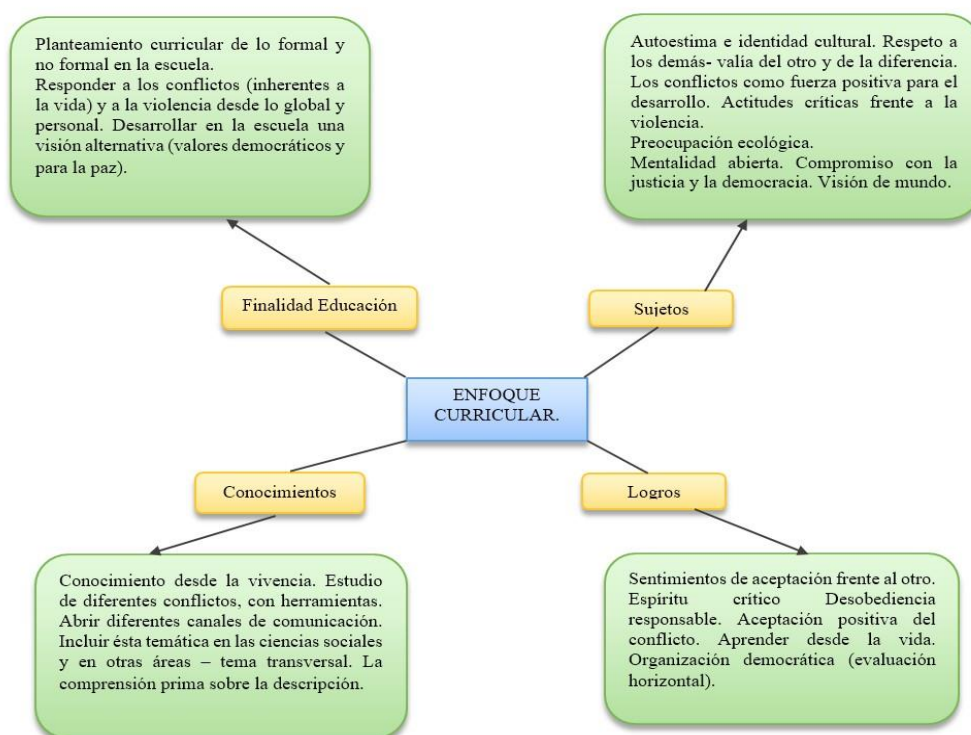 Planteamiento curricular de lo formal y
no formal en la escuela.
Responder a los conflictos (inherentes a
la vida) y a la violencia desde lo global y
personal. Desarrollar en la escuela una
visión alternativa (valores democráticos y
para la paz).
Autoestima e identidad cultural. Respeto a
los demás- valía del otro y de la diferencia.
Los conflictos como fuerza positiva para el
desarrollo. Actitudes críticas frente a la
violencia.
Preocupación ecológica.
Mentalidad abierta. Compromiso con la
justicia y la democracia. Visión de mundo.
Finalidad Educación
Sujetos
ENFOQUE
CURRICULAR.
Conocimientos
Logros
Conocimiento desde la vivencia. Estudio
de diferentes conflictos, con herramientas.
Abrir diferentes canales de comunicación.
Incluir ésta temática en las ciencias sociales
y en otras áreas – tema transversal. La
comprensión prima sobre la descripción.
Sentimientos de aceptación frente al otro.
Espíritu crítico Desobediencia
responsable. Aceptación positiva del
conflicto. Aprender desde la vida.
Organización democrática (evaluación
horizontal).